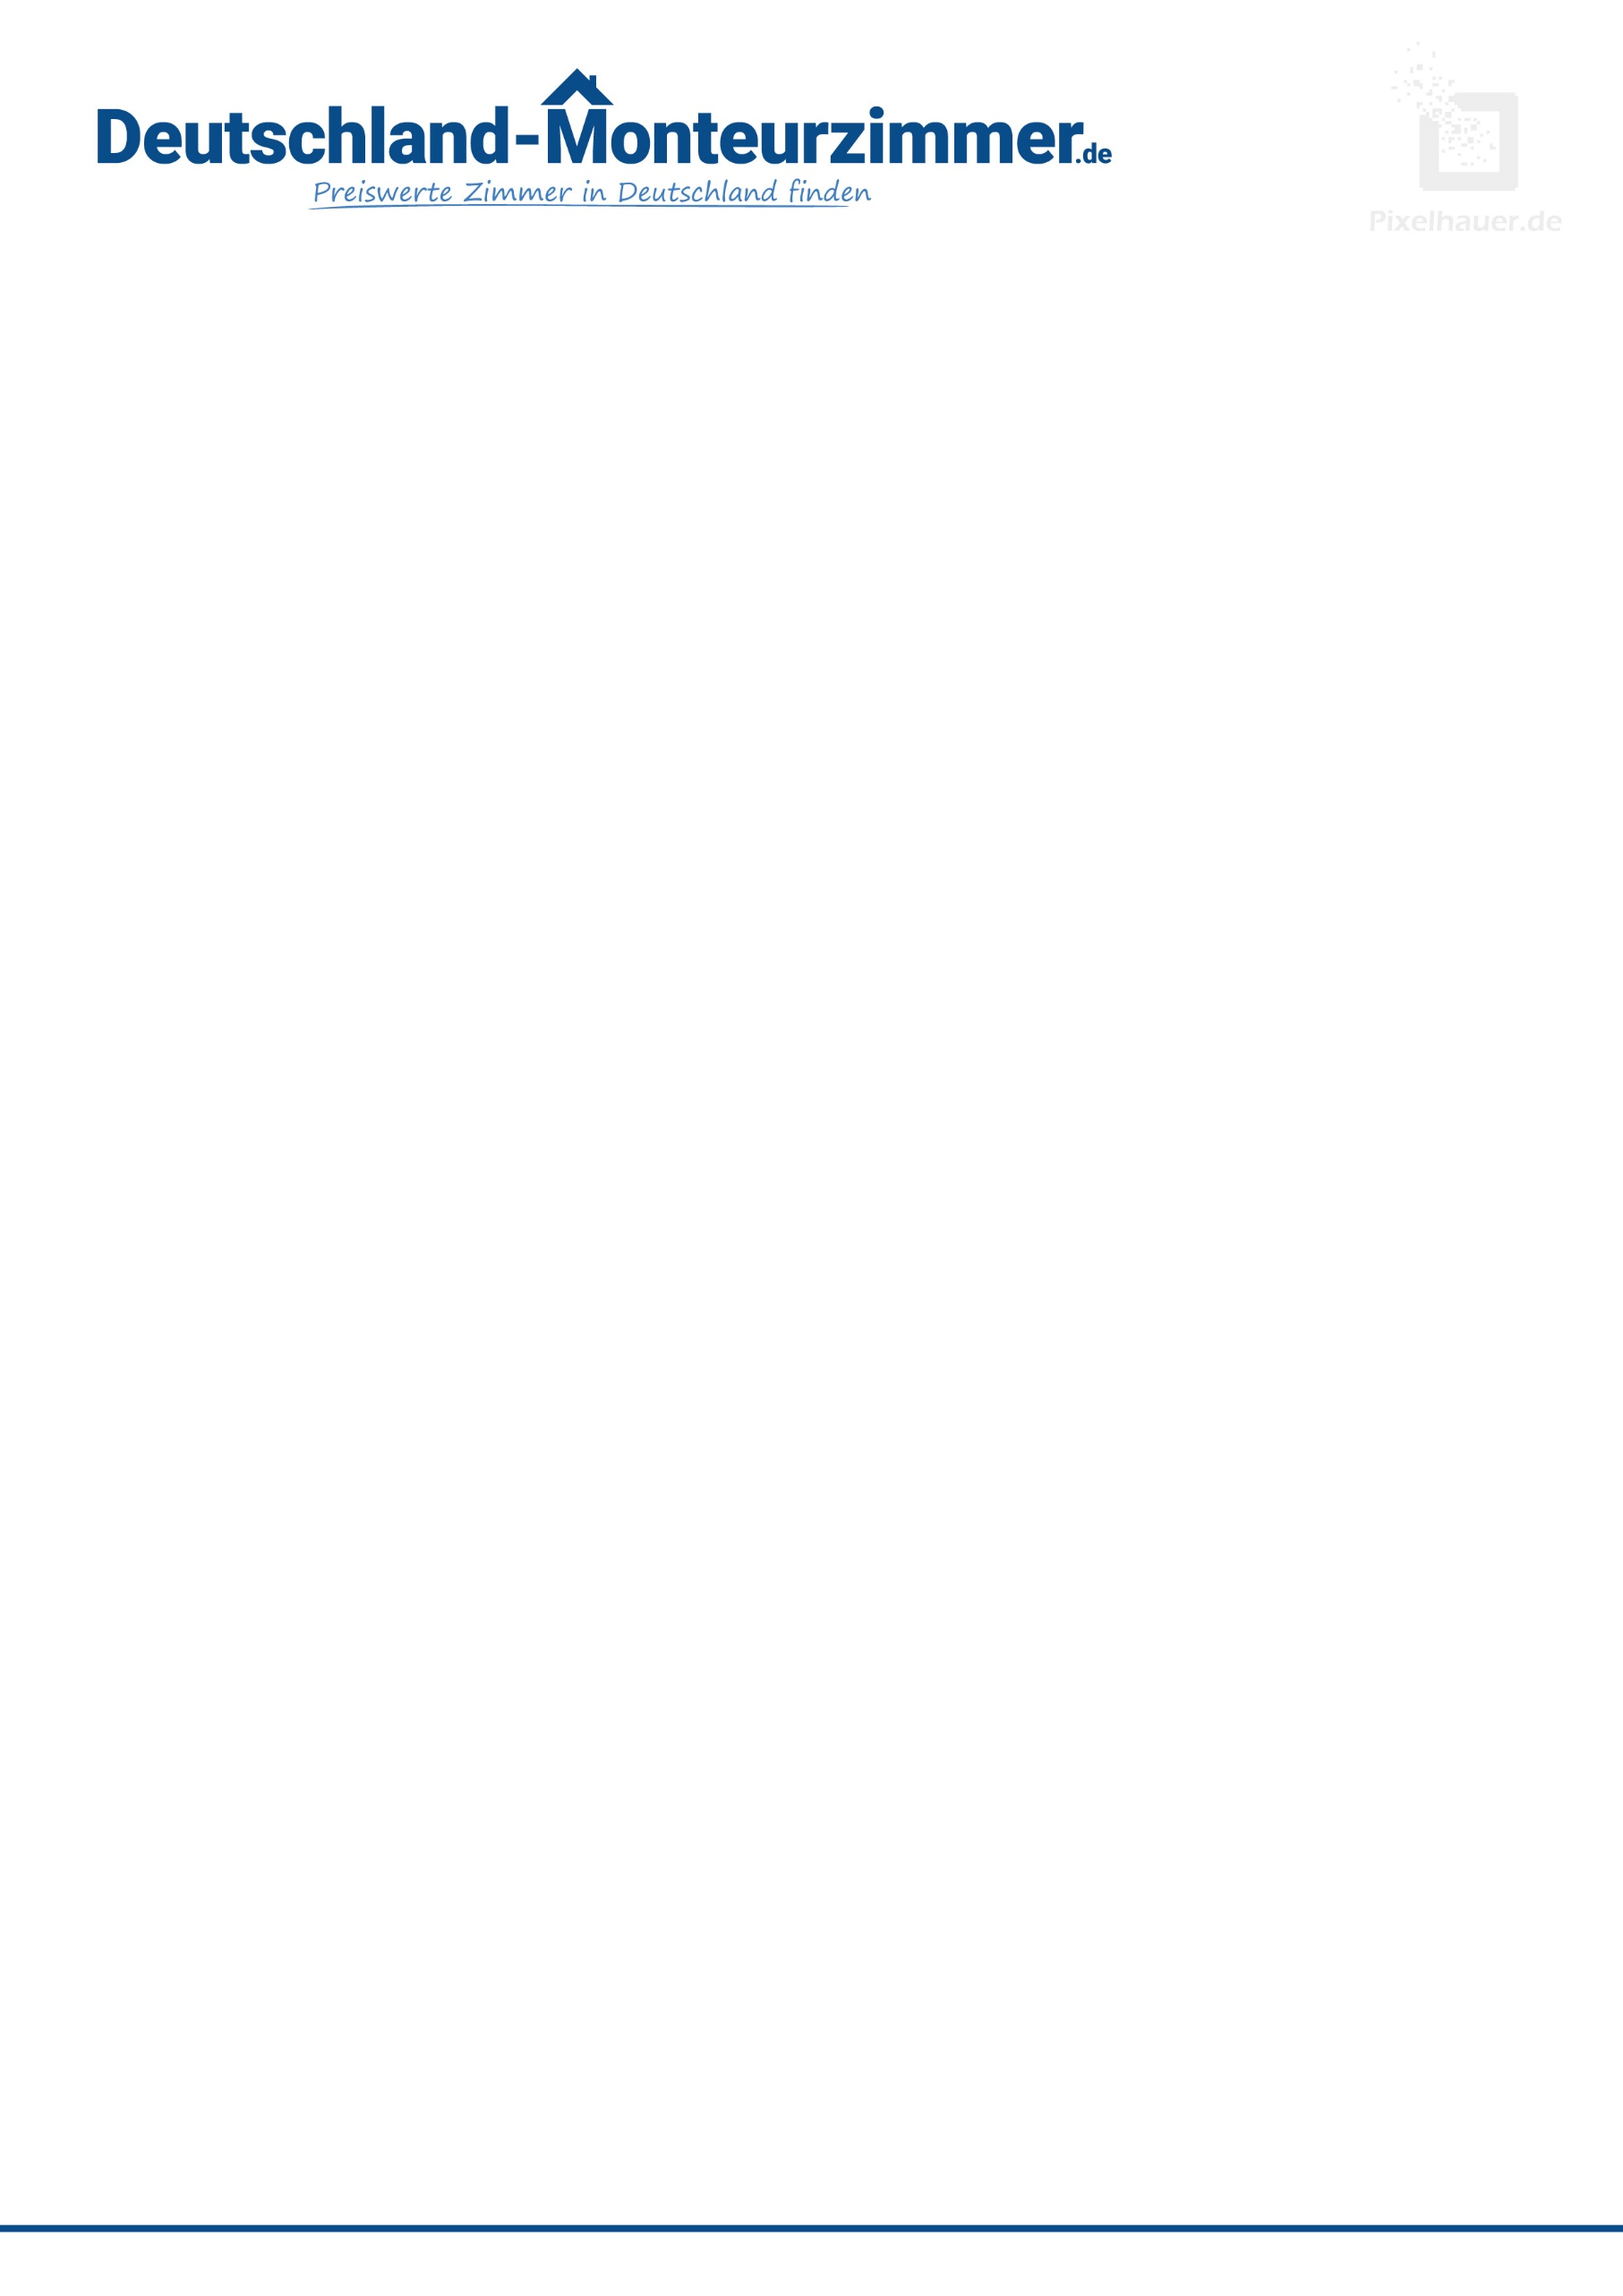 Deutschland-Monteurzimmer.de
Preiswerte Zimmer in Deutschland finden
Pixelhauer.de